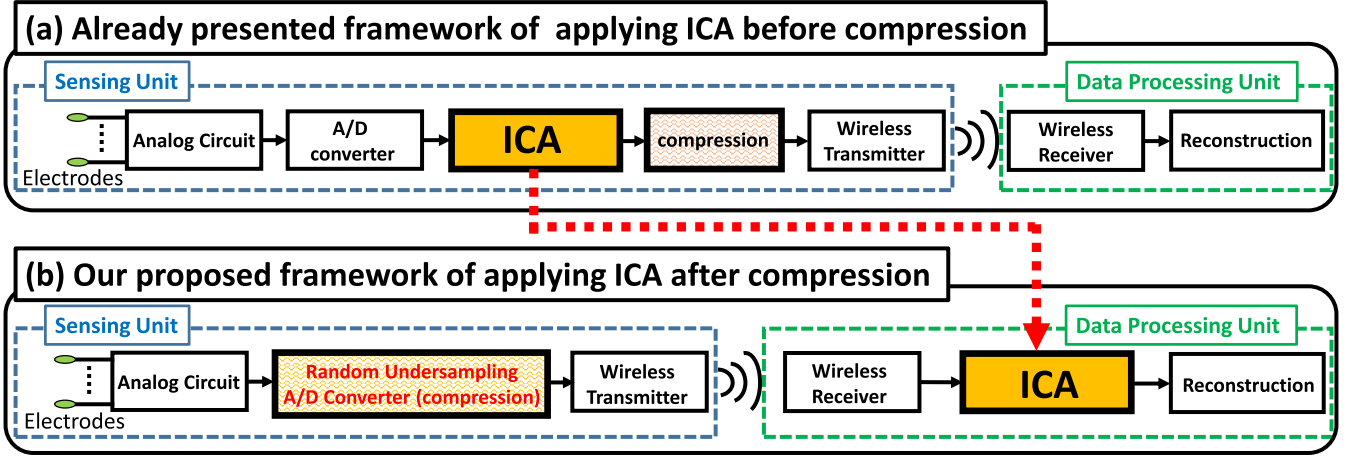 (a) Already presented framework of applying ICA before compression
Sensing Unit
Data Processing Unit
Electrodes
Analog Circuit
A/D
converter
ICA
compression
Wireless
Transmitter
Wireless
Receiver
Reconstruction
(b) Our proposed framework of applying ICA after compression
Sensing Unit
Data Processing Unit
Electrodes
Analog Circuit
Random Undersampling
A/D Converter (compression)
Wireless
Transmitter
Wireless
Receiver
ICA
Reconstruction